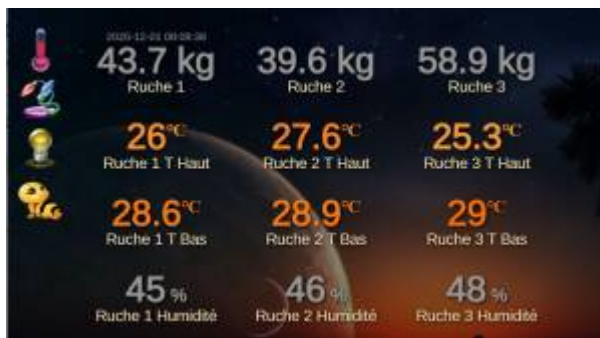 43.7 kg 39.6 kg 58.9 kg
Ruche 1 Ruche 2 Ruche 3
26°C 27.6°C 25.3°C
Ruche 1 T Haut Ruche 2 T Haut Ruche 3 T Haut
28.6°C 28.9°C 29°C
Ruche 1 T Bas Ruche 2 T Bas Ruche 3 T Bas
45 % 46 % 48 %
Ruche 1 Humidité Ruche 2 Humidité Ruche 3 Humidité